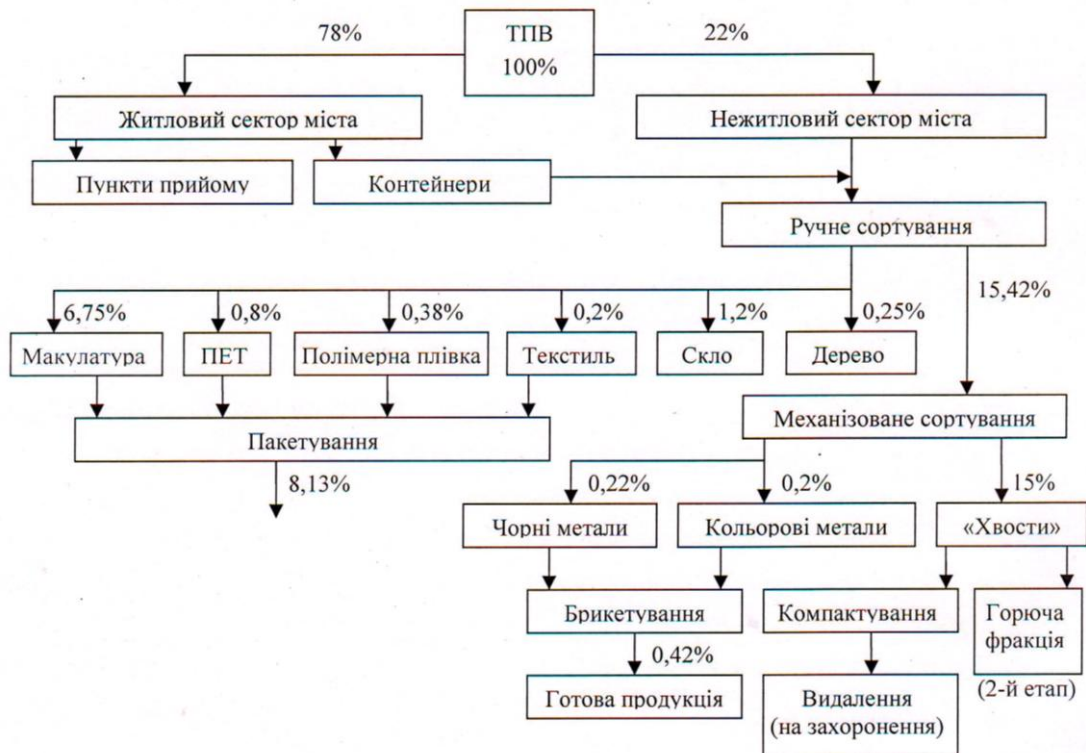 78%
ТПВ
22%
100%
Житловий сектор міста
Нежитловий сектор міста
Пункти прийому
Контейнери
Ручне сортування
6,75%
0,8%
0,38%
0,2%
1,2%
0,25%
15,42%
Макулатура
ПЕТ
Полімерна плівка
Текстиль
Скло
Дерево
Механізоване сортування
Пакетування
8,13%
0,22%
0,2%
15%
Чорні метали
Кольорові метали
«Хвости»
Брикетування
Компактування
Горюча
фракція
0,42%
(2-й етап)
Готова продукція
Видалення
(на захоронення)